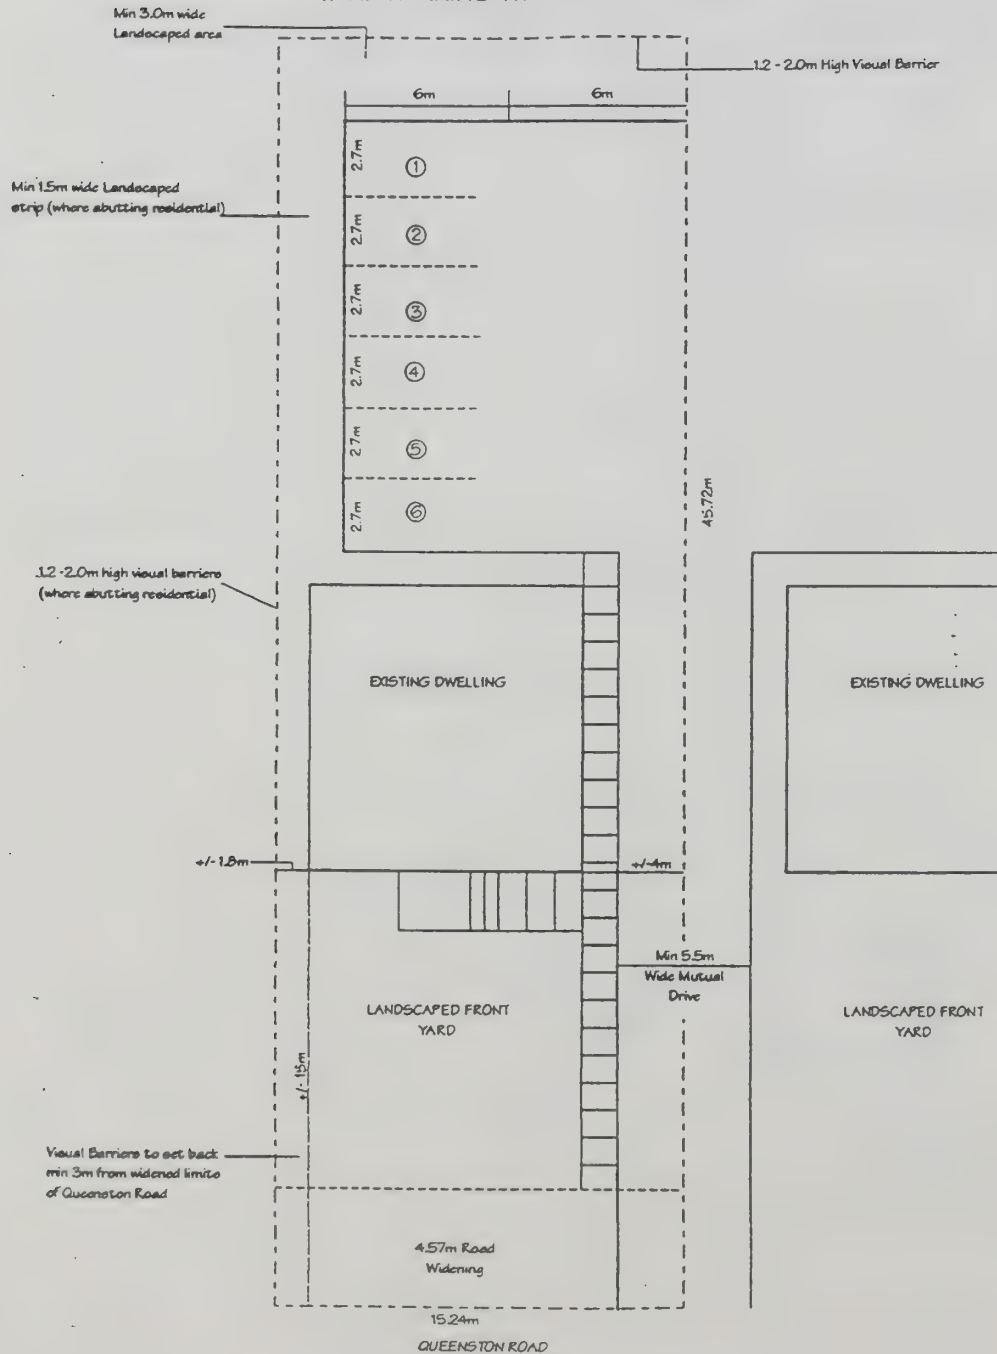 Min 3.0m wide
Landscaped area
1.2 - 2.0m High Visual Barrier
6m
6m
2.7m
1
Min 1.5m wide Landscaped
strip (where abutting residential)
2.7m
2
2.7m
3
2.7m
4
2.7m
5
2.7m
6
45.72m
1.2 - 2.0m high visual barriers
(where abutting residential)
EXISTING DWELLING
EXISTING DWELLING
+/- 1.8m
+/- 4m
Min 5.5m
Wide Mutual
Drive
LANDSCAPED FRONT
YARD
LANDSCAPED FRONT
YARD
Visual Barriers to set back
min 3m from widened limits
of Queenston Road
4.57m Road
Widening
15.24m
QUEENSTON ROAD